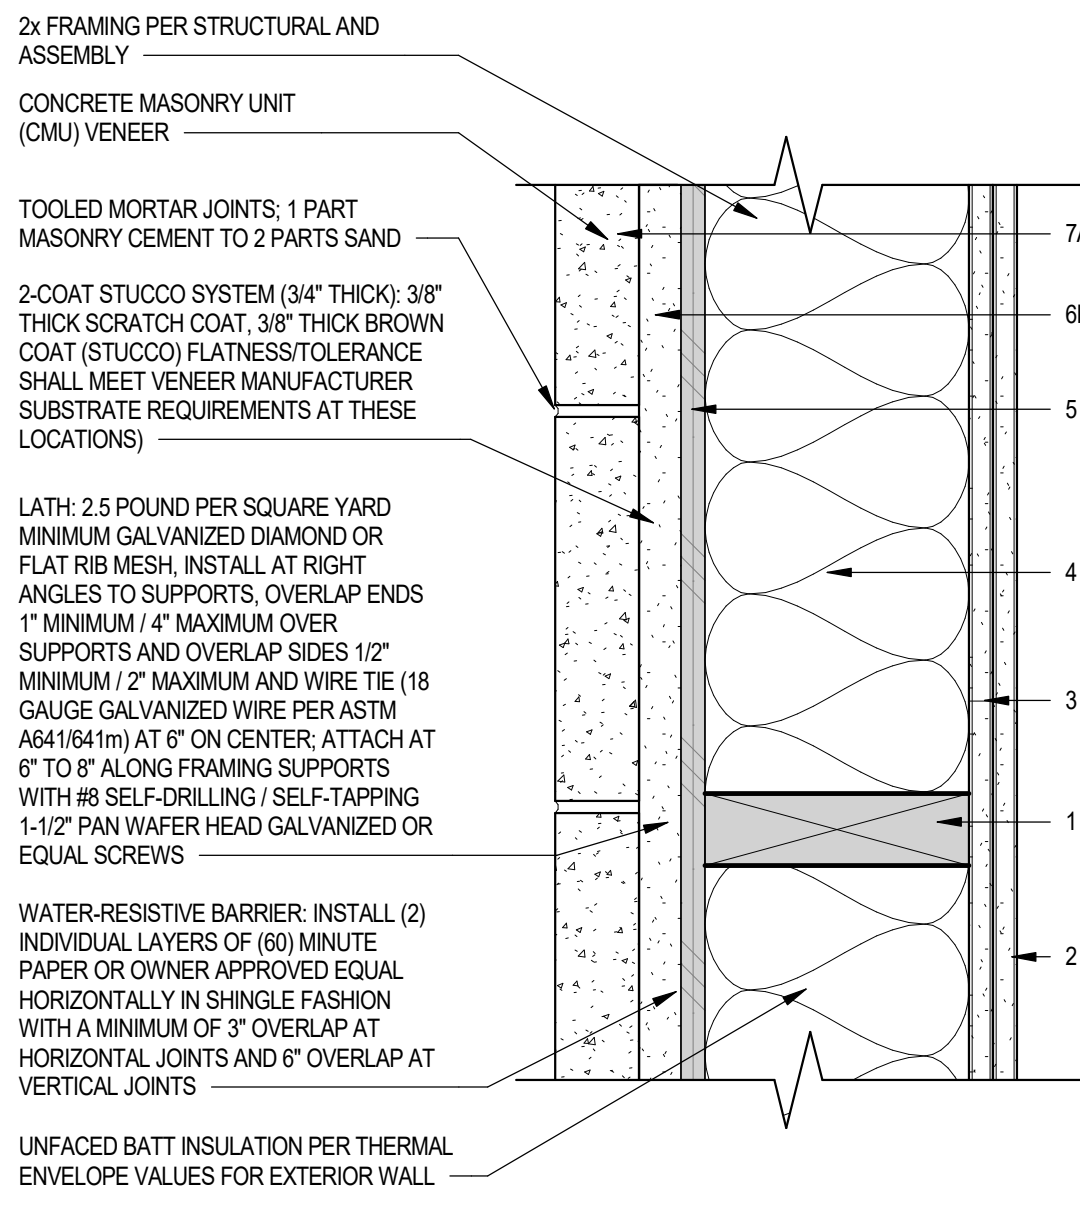 2x FRAMING PER STRUCTURAL AND
ASSEMBLY
CONCRETE MASONRY UNIT
(CMU) VENEER
TOOLED MORTAR JOINTS; 1 PART
MASONRY CEMENT TO 2 PARTS SAND
2-COAT STUCCO SYSTEM (3/4" THICK): 3/8"
THICK SCRATCH COAT, 3/8" THICK BROWN
COAT (STUCCO) FLATNESS/TOLERANCE
SHALL MEET VENEER MANUFACTURER
SUBSTRATE REQUIREMENTS AT THESE
LOCATIONS)
LATH: 2.5 POUND PER SQUARE YARD
MINIMUM GALVANIZED DIAMOND OR
FLAT RIB MESH, INSTALL AT RIGHT
ANGLES TO SUPPORTS, OVERLAP ENDS
1" MINIMUM / 4" MAXIMUM OVER
SUPPORTS AND OVERLAP SIDES 1/2"
MINIMUM / 2" MAXIMUM AND WIRE TIE (18
GAUGE GALVANIZED WIRE PER ASTM
A641/641m) AT 6" ON CENTER; ATTACH AT
6" TO 8" ALONG FRAMING SUPPORTS
WITH #8 SELF-DRILLING / SELF-TAPPING
1-1/2" PAN WAFER HEAD GALVANIZED OR
EQUAL SCREWS
WATER-RESISTIVE BARRIER: INSTALL (2)
INDIVIDUAL LAYERS OF (60) MINUTE
PAPER OR OWNER APPROVED EQUAL
HORIZONTALLY IN SHINGLE FASHION
WITH A MINIMUM OF 3" OVERLAP AT
HORIZONTAL JOINTS AND 6" OVERLAP AT
VERTICAL JOINTS
UNFACED BATT INSULATION PER THERMAL
ENVELOPE VALUES FOR EXTERIOR WALL
5
4
3
1
2